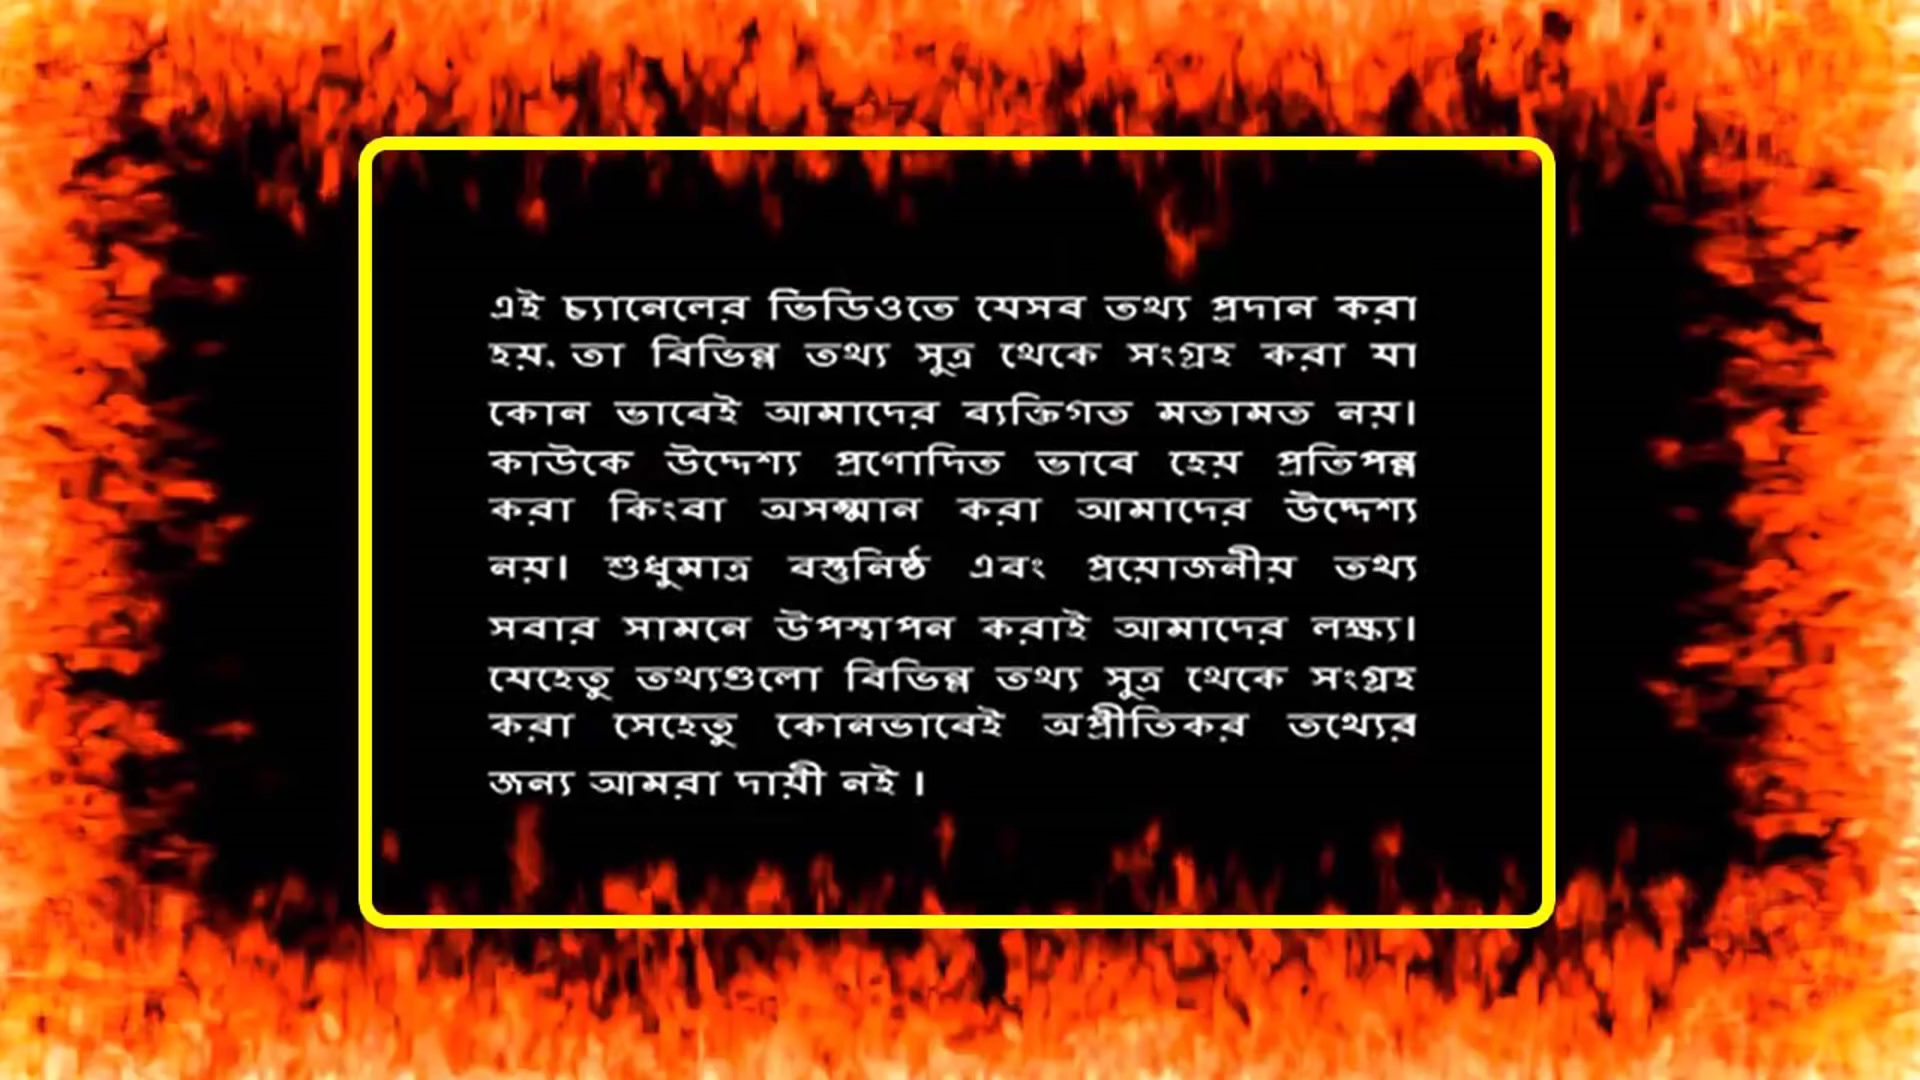 এই চ্যানেলের ভিডিওতে যেসব তথ্য প্রদান করা
হয়. তা বিভিন্ন তথ্য সুত্র থেকে সংগ্রহ করা যা
কোন ভাবেই আমাদের ব্যক্তিগত মতামত নয়।
কাউকে উদ্দেশ্য প্রণোদিত ভাবে হেয় প্রতিপন্ন
করা কিংবা অসম্মান করা আমাদের উদ্দেশ্য
নয়। শুধুমাত্র বস্তুনিষ্ঠ এবং প্রয়োজনীয় তথ্য
সবার সামনে উপস্থাপন করাই আমাদের লক্ষ্য।
যেহেতু তথ্যগুলো বিভিন্ন তথ্য সুত্র থেকে সংগ্রহ
করা সেহেতু কোনভাবেই অপ্রীতিকর তথ্যের
জন্য আমরা দায়ী নই ।